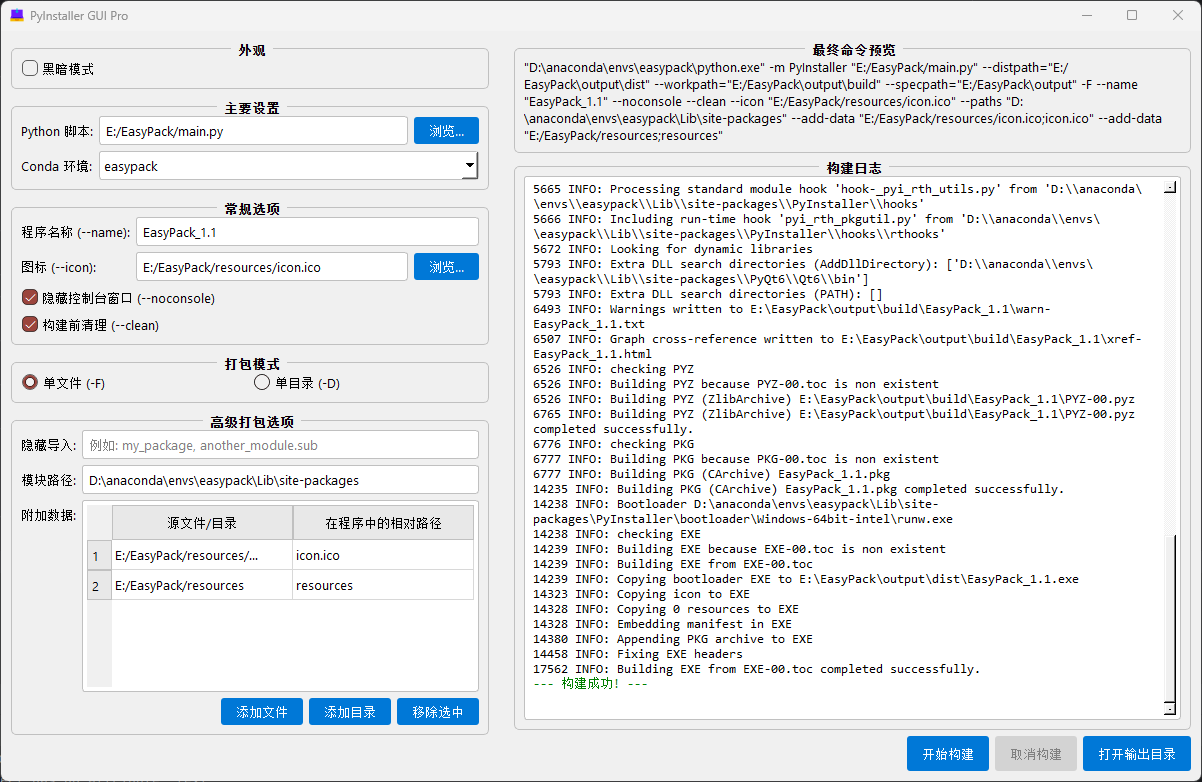 PyInstaller GUI Pro
外观
黑暗模式
主要设置
Python 脚本: E:/EasyPack/main.py 浏览...
Conda 环境: easypack
常规选项
程序名称 (--name): EasyPack_1.1
图标 (--icon): E:/EasyPack/resources/icon.ico 浏览...
隐藏控制台窗口 (--noconsole)
构建前清理 (--clean)
打包模式
单文件 (-F) 单目录 (-D)
高级打包选项
隐藏导入: 例如: my_package, another_module.sub
模块路径: D:\anaconda\envs\easypack\Lib\site-packages
附加数据: 源文件/目录 在程序中的相对路径
1 E:/EasyPack/resources/... icon.ico
2 E:/EasyPack/resources resources
添加文件 添加目录 移除选中
最终命令预览
"D:\anaconda\envs\easypack\python.exe" -m PyInstaller "E:/EasyPack/main.py" --distpath="E:/
EasyPack\output\dist" --workpath="E:/EasyPack\output\build" --specpath="E:/EasyPack\output" -F --name
"EasyPack_1.1" --noconsole --clean --icon "E:/EasyPack/resources/icon.ico" --paths "D:
\anaconda\envs\easypack\Lib\site-packages" --add-data "E:/EasyPack/resources/icon.ico;icon.ico" --add-data
"E:/EasyPack/resources;resources"
构建日志
5665 INFO: Processing standard module hook 'hook-_pyi_rth_utils.py' from 'D:\\anaconda\
\envs\\easypack\\Lib\\site-packages\\PyInstaller\\hooks'
5666 INFO: Including run-time hook 'pyi_rth_pkgutil.py' from 'D:\\anaconda\\envs\
\easypack\\Lib\\site-packages\\PyInstaller\\hooks\\rthooks'
5672 INFO: Looking for dynamic libraries
5793 INFO: Extra DLL search directories (AddDllDirectory): ['D:\\anaconda\\envs\
\easypack\\Lib\\site-packages\\PyQt6\\Qt6\\bin']
5793 INFO: Extra DLL search directories (PATH): []
6493 INFO: Warnings written to E:\EasyPack\output\build\EasyPack_1.1\warn-
EasyPack_1.1.txt
6507 INFO: Graph cross-reference written to E:\EasyPack\output\build\EasyPack_1.1\xref-
EasyPack_1.1.html
6526 INFO: checking PYZ
6526 INFO: Building PYZ because PYZ-00.toc is non existent
6526 INFO: Building PYZ (ZlibArchive) E:\EasyPack\output\build\EasyPack_1.1\PYZ-00.pyz
6765 INFO: Building PYZ (ZlibArchive) E:\EasyPack\output\build\EasyPack_1.1\PYZ-00.pyz
completed successfully.
6776 INFO: checking PKG
6777 INFO: Building PKG because PKG-00.toc is non existent
6777 INFO: Building PKG (CArchive) EasyPack_1.1.pkg
14235 INFO: Building PKG (CArchive) EasyPack_1.1.pkg completed successfully.
14238 INFO: Bootloader D:\anaconda\envs\easypack\Lib\site-
packages\PyInstaller\bootloader\Windows-64bit-intel\runw.exe
14238 INFO: checking EXE
14239 INFO: Building EXE because EXE-00.toc is non existent
14239 INFO: Building EXE from EXE-00.toc
14239 INFO: Copying bootloader EXE to E:\EasyPack\output\dist\EasyPack_1.1.exe
14323 INFO: Copying icon to EXE
14328 INFO: Copying 0 resources to EXE
14328 INFO: Embedding manifest in EXE
14380 INFO: Appending PKG archive to EXE
14458 INFO: Fixing EXE headers
17562 INFO: Building EXE from EXE-00.toc completed successfully.
--- 构建成功! ---
开始构建 取消构建 打开输出目录